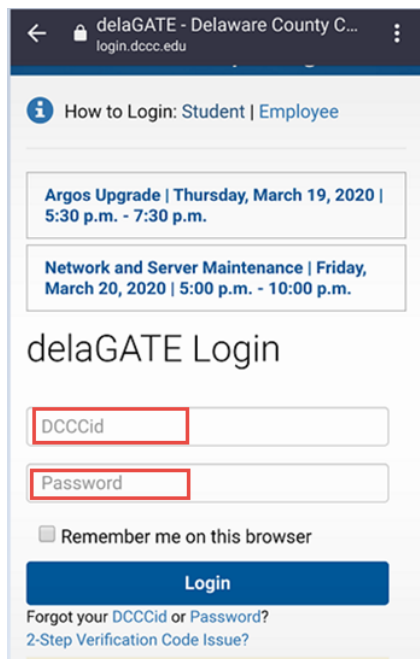 delaGATE - Delaware County C...
login.dccc.edu
How to Login: Student | Employee
Argos Upgrade | Thursday, March 19, 2020 |
5:30 p.m. - 7:30 p.m.
Network and Server Maintenance | Friday,
March 20, 2020 | 5:00 p.m. - 10:00 p.m.
delaGATE Login
DCCCid
Password
Remember me on this browser
Login
Forgot your DCCCid or Password?
2-Step Verification Code Issue?